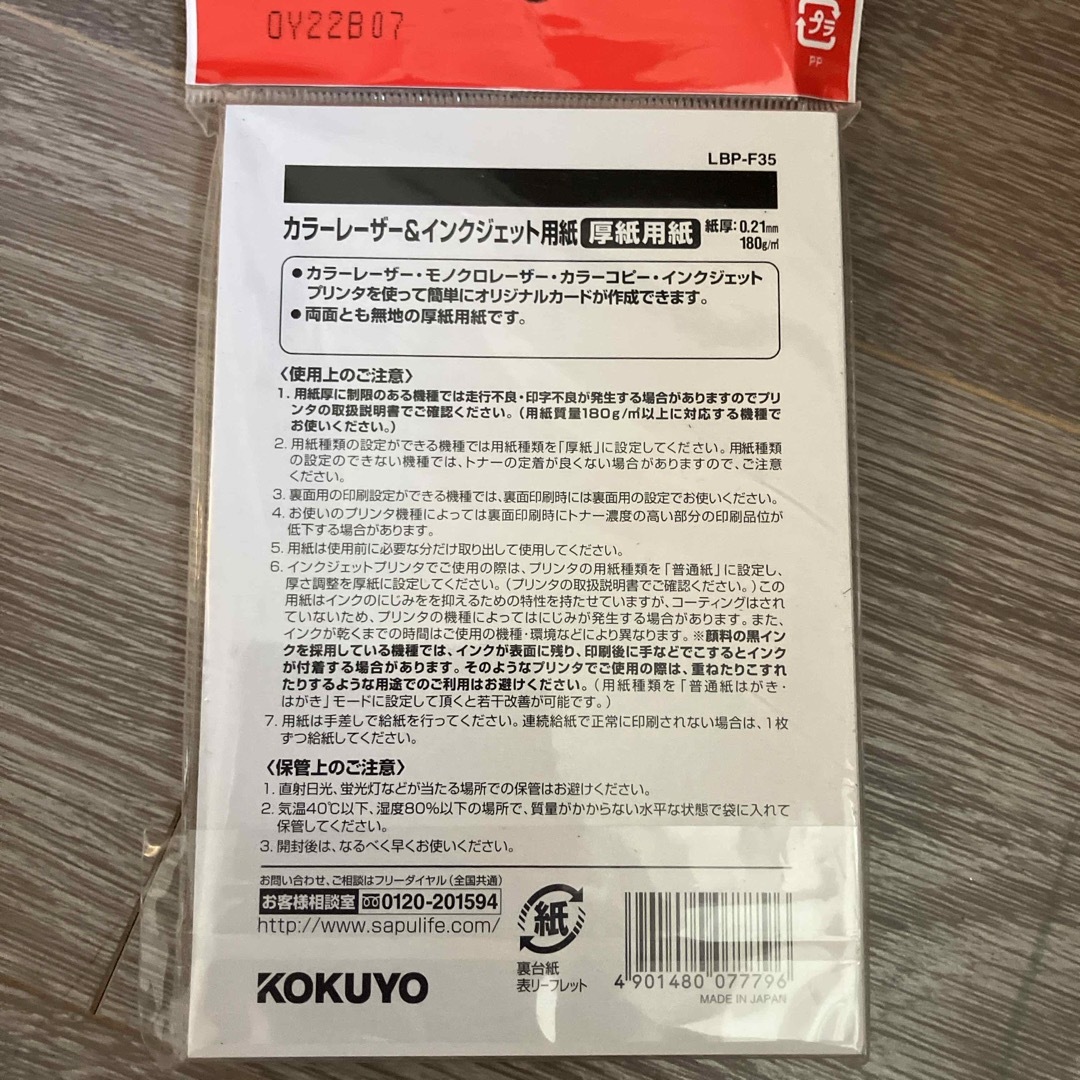 0Y22B07
プラ
PP
LBP-F35
カラーレーザー&インクジェット用紙 厚紙用紙 紙厚:0.21mm
180g/㎡
●カラーレーザー・モノクロレーザー・カラーコピー・インクジェット
プリンタを使って簡単にオリジナルカードが作成できます。
●両面とも無地の厚紙用紙です。
〈使用上のご注意〉
1. 用紙厚に制限のある機種では走行不良・印字不良が発生する場合がありますのでプリ
ンタの取扱説明書でご確認ください。(用紙質量180g/㎡以上に対応する機種で
お使いください。)
2. 用紙種類の設定ができる機種では用紙種類を「厚紙」に設定してください。用紙種類
の設定のできない機種では、トナーの定着が良くない場合がありますので、ご注意
ください。
3. 裏面用の印刷設定ができる機種では、裏面印刷時には裏面用の設定でお使いください。
4. お使いのプリンタ機種によっては裏面印刷時にトナー濃度の高い部分の印刷品位が
低下する場合があります。
5. 用紙は使用前に必要な分だけ取り出して使用してください。
6. インクジェットプリンタでご使用の際は、プリンタの用紙種類を「普通紙」に設定し、
厚さ調整を厚紙に設定してください。(プリンタの取扱説明書でご確認ください。)この
用紙はインクのにじみをを抑えるための特性を持たせていますが、コーティングはされ
ていないため、プリンタの機種によってはにじみが発生する場合があります。また、
インクが乾くまでの時間はご使用の機種・環境などにより異なります。※顔料の黒イン
クを採用している機種では、インクが表面に残り、印刷後に手などでこするとインク
が付着する場合があります。そのようなプリンタでご使用の際は、重ねたりこすれ
たりするような用途でのご利用はお避けください。(用紙種類を「普通紙はがき・
はがき」モードに設定して頂くと若干改善が可能です。)
7. 用紙は手差しで給紙を行ってください。連続給紙で正常に印刷されない場合は、1枚
ずつ給紙してください。
〈保管上のご注意〉
1. 直射日光、蛍光灯などが当たる場所での保管はお避けください。
2. 気温40℃以下、湿度80%以下の場所で、質量がかからない水平な状態で袋に入れて
保管してください。
3. 開封後は、なるべく早くお使いください。
お問い合わせ、ご相談はフリーダイヤル(全国共通)
お客様相談室 0120-201594
http://www.sapulife.com/
KOKUYO
紙
裏台紙
表リーフレット
4 901480 077796
MADE IN JAPAN